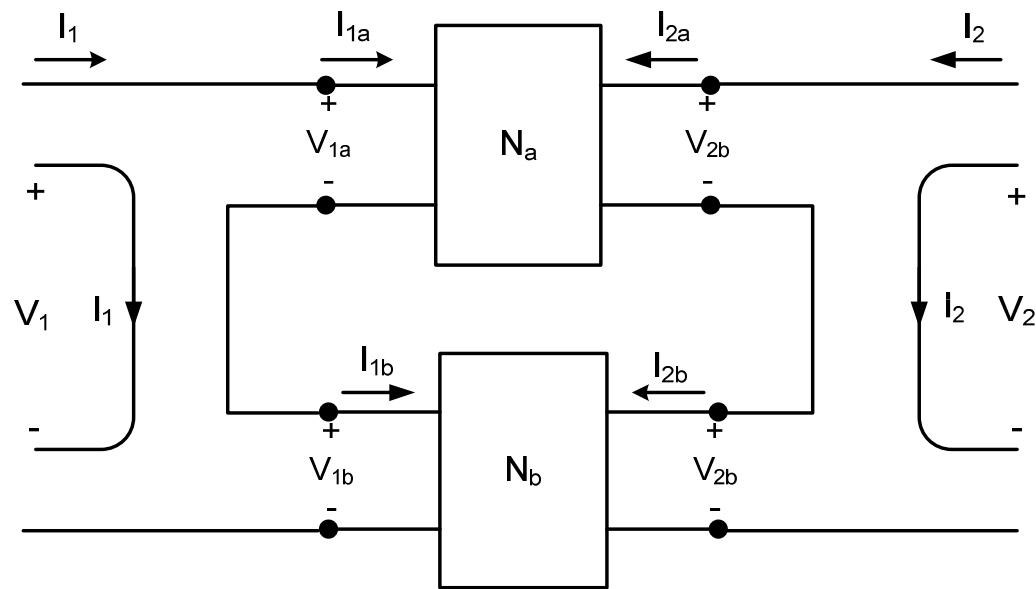 I1 I1a I2a I2
+ +
V1a Na V2b
- -
+ +
V1 I1 I2 V2
I1b I2b
- + + -
V1b Nb V2b
- -